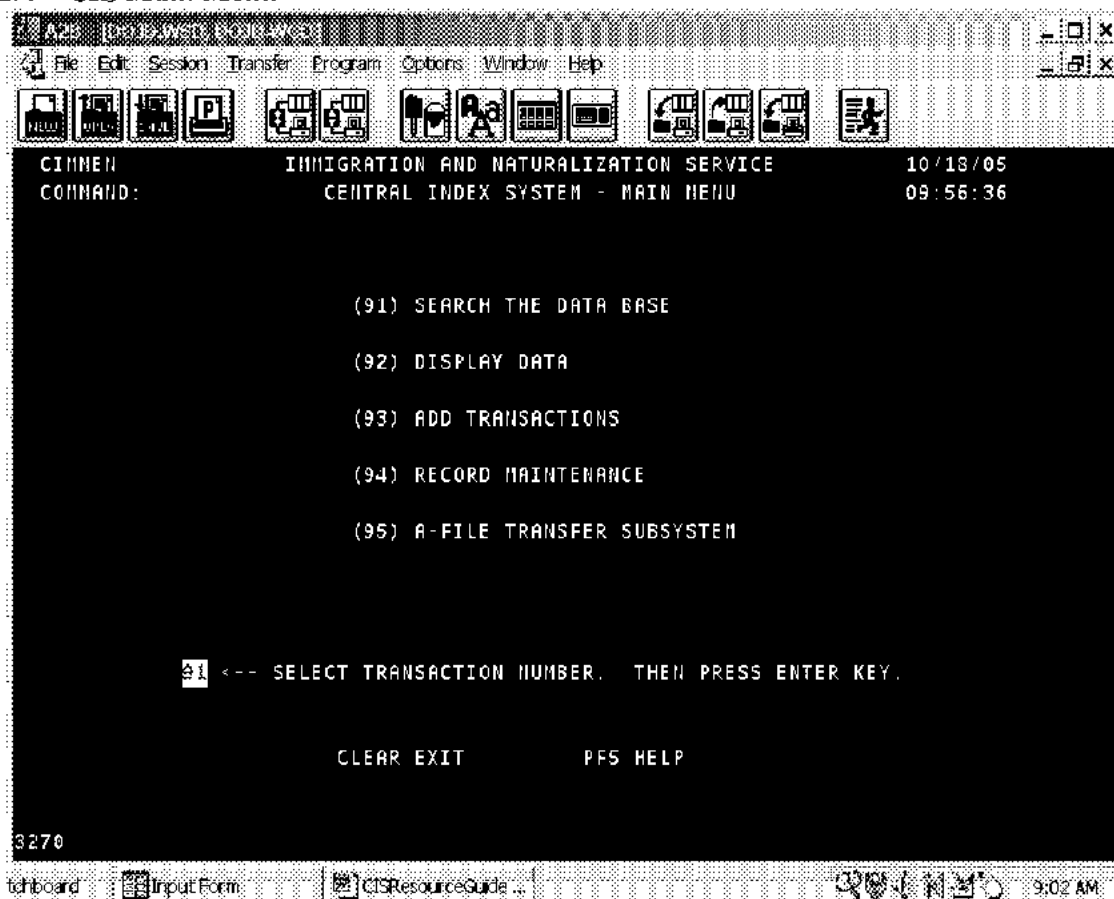 A2B
File Edit Session Transfer Program Options Window Help
NEW
P
CIMMEN IMMIGRATION AND NATURALIZATION SERVICE 10/18/05
COMMAND: CENTRAL INDEX SYSTEM - MAIN MENU 09:56:36
(91) SEARCH THE DATA BASE
(92) DISPLAY DATA
(93) ADD TRANSACTIONS
(94) RECORD MAINTENANCE
(95) A-FILE TRANSFER SUBSYSTEM
91 <-- SELECT TRANSACTION NUMBER. THEN PRESS ENTER KEY.
CLEAR EXIT PF5 HELP
3270
tchboard Input Form CISResourceGuide ... 9:02 AM